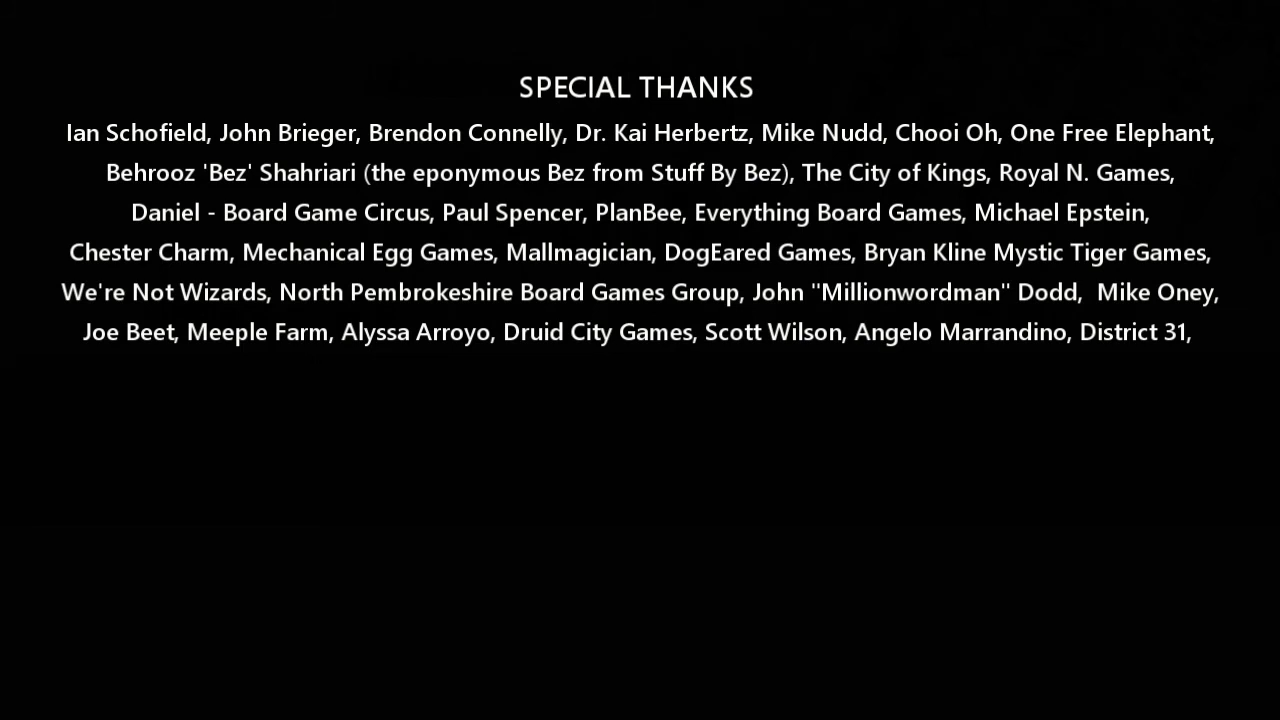 SPECIAL THANKS
Ian Schofield, John Brieger, Brendon Connelly, Dr. Kai Herbertz, Mike Nudd, Chooi Oh, One Free Elephant,
Behrooz 'Bez' Shahriari (the eponymous Bez from Stuff By Bez), The City of Kings, Royal N. Games,
Daniel - Board Game Circus, Paul Spencer, PlanBee, Everything Board Games, Michael Epstein,
Chester Charm, Mechanical Egg Games, Mallmagician, DogEared Games, Bryan Kline Mystic Tiger Games,
We're Not Wizards, North Pembrokeshire Board Games Group, John "Millionwordman" Dodd,  Mike Oney,
Joe Beet, Meeple Farm, Alyssa Arroyo, Druid City Games, Scott Wilson, Angelo Marrandino, District 31,